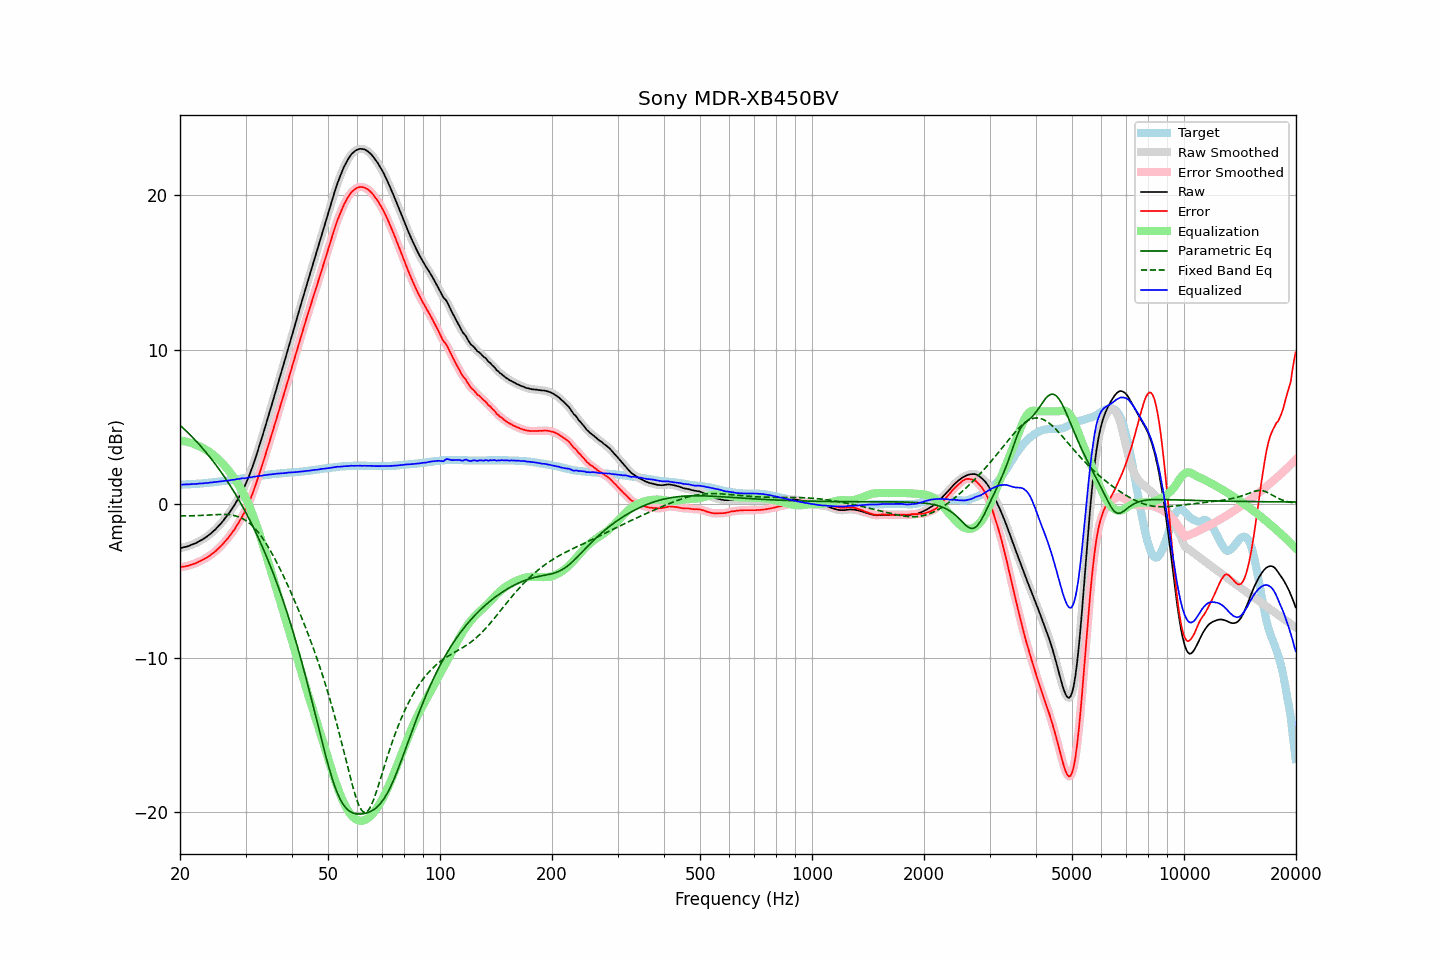 Sony MDR-XB450BV
Target
Raw Smoothed
Error Smoothed
Raw
Error
Equalization
Parametric Eq
Fixed Band Eq
Equalized
Amplitude (dBr)
20
10
0
−10
−20
20 50 100 200 500 1000 2000 5000 10000 20000
Frequency (Hz)